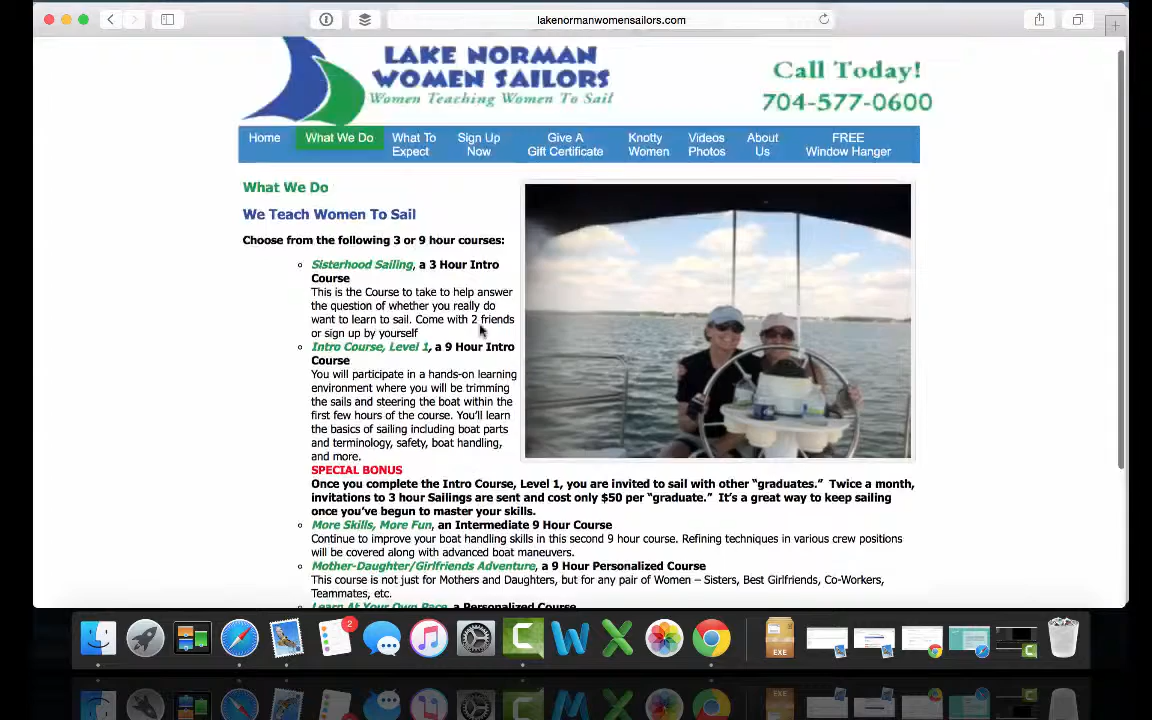 lakenormanwomensailors.com
LAKE NORMAN
WOMEN SAILORS
Women Teaching Women To Sail
Call Today!
704-577-0600
Home
What We Do
What To
Expect
Sign Up
Now
Give A
Gift Certificate
Knotty
Women
Videos
Photos
About
Us
FREE
Window Hanger
What We Do
We Teach Women To Sail
Choose from the following 3 or 9 hour courses:
Sisterhood Sailing, a 3 Hour Intro
Course
This is the Course to take to help answer
the question of whether you really do
want to learn to sail. Come with 2 friends
or sign up by yourself
Intro Course, Level 1, a 9 Hour Intro
Course
You will participate in a hands-on learning
environment where you will be trimming
the sails and steering the boat within the
first few hours of the course. You'll learn
the basics of sailing including boat parts
and terminology, safety, boat handling,
and more.
SPECIAL BONUS
Once you complete the Intro Course, Level 1, you are invited to sail with other “graduates.” Twice a month,
invitations to 3 hour Sailings are sent and cost only $50 per “graduate.” It’s a great way to keep sailing
once you’ve begun to master your skills.
More Skills, More Fun, an Intermediate 9 Hour Course
Continue to improve your boat handling skills in this second 9 hour course. Refining techniques in various crew positions
will be covered along with advanced boat maneuvers.
Mother-Daughter/Girlfriends Adventure, a 9 Hour Personalized Course
This course is not just for Mothers and Daughters, but for any pair of Women – Sisters, Best Girlfriends, Co-Workers,
Teammates, etc.
Learn At Your Own Pace, a Personalized Course
2
EXE